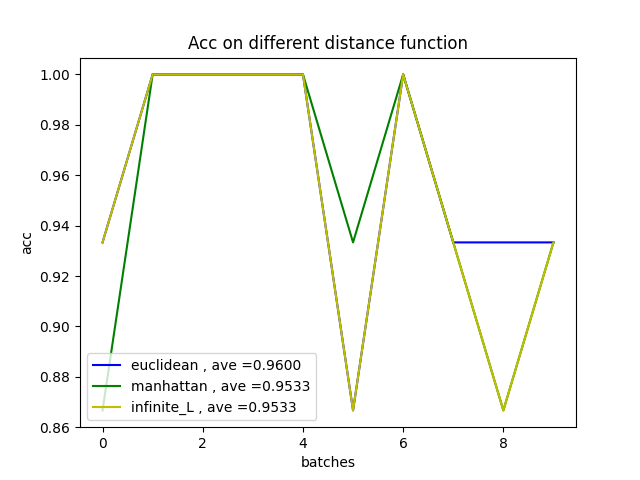 Acc on different distance function
acc
1.00
0.98
0.96
0.94
0.92
0.90
0.88
0.86
euclidean , ave =0.9600
manhattan , ave =0.9533
infinite_L , ave =0.9533
0 2 4 6 8
batches